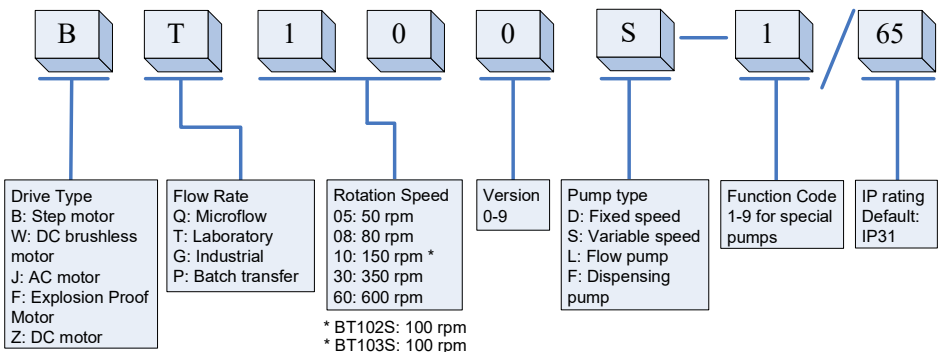 B T 1 0 0 S — 1 / 65
Drive Type
B: Step motor
W: DC brushless
motor
J: AC motor
F: Explosion Proof
Motor
Z: DC motor
Flow Rate
Q: Microflow
T: Laboratory
G: Industrial
P: Batch transfer
Rotation Speed
05: 50 rpm
08: 80 rpm
10: 150 rpm *
30: 350 rpm
60: 600 rpm
* BT102S: 100 rpm
* BT103S: 100 rpm
Version
0-9
Pump type
D: Fixed speed
S: Variable speed
L: Flow pump
F: Dispensing
pump
Function Code
1-9 for special
pumps
IP rating
Default:
IP31